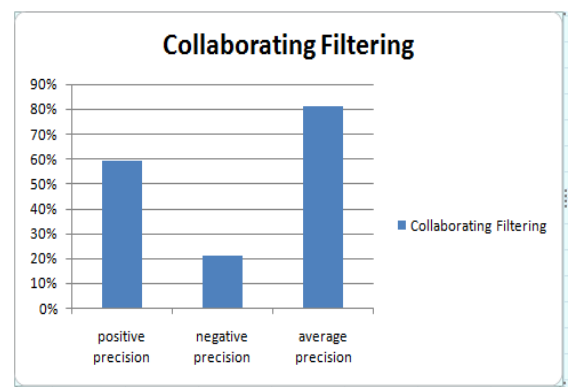 Collaborating Filtering
90%
80%
70%
60%
50%
40%
30%
20%
10%
0%
positive
precision
negative
precision
average
precision
Collaborating Filtering